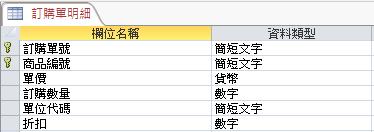 訂購單明細
欄位名稱 資料類型
訂購單號 簡短文字
商品編號 簡短文字
單價 貨幣
訂購數量 數字
單位代碼 簡短文字
折扣 數字